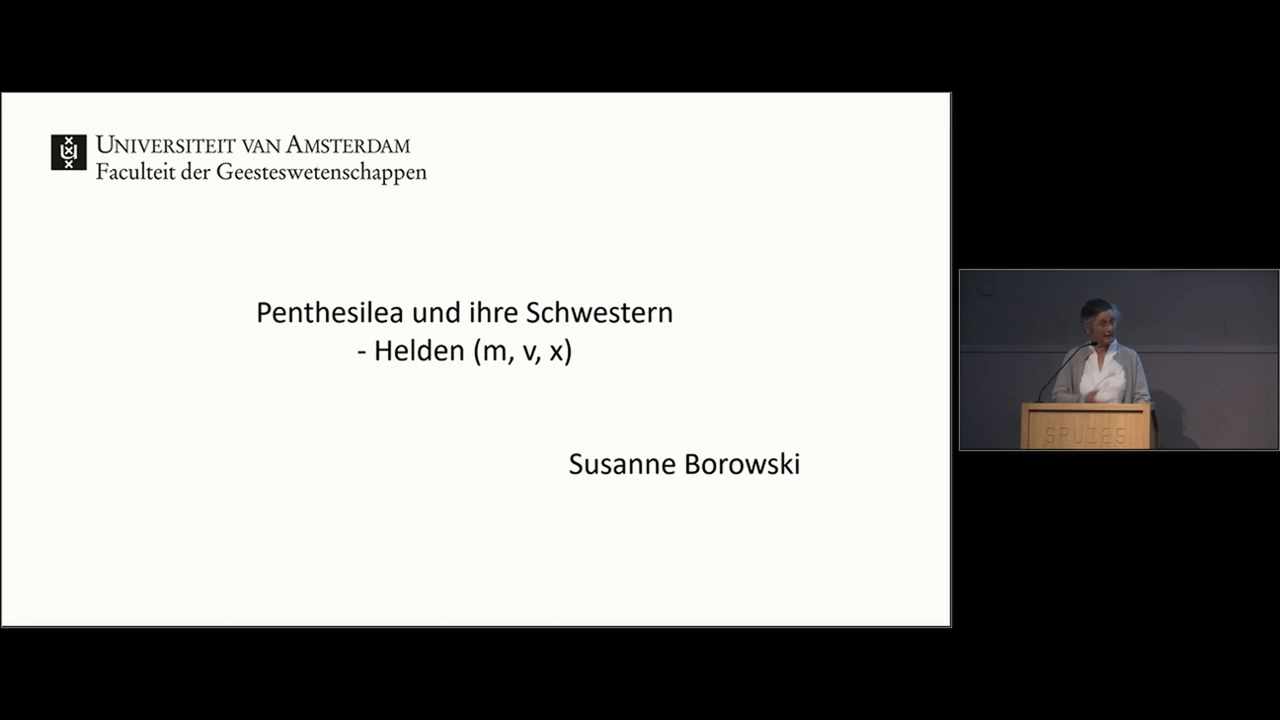 UNIVERSITEIT VAN AMSTERDAM
Faculteit der Geesteswetenschappen
Penthesilea und ihre Schwestern
- Helden (m, v, x)
Susanne Borowski
SPUI25